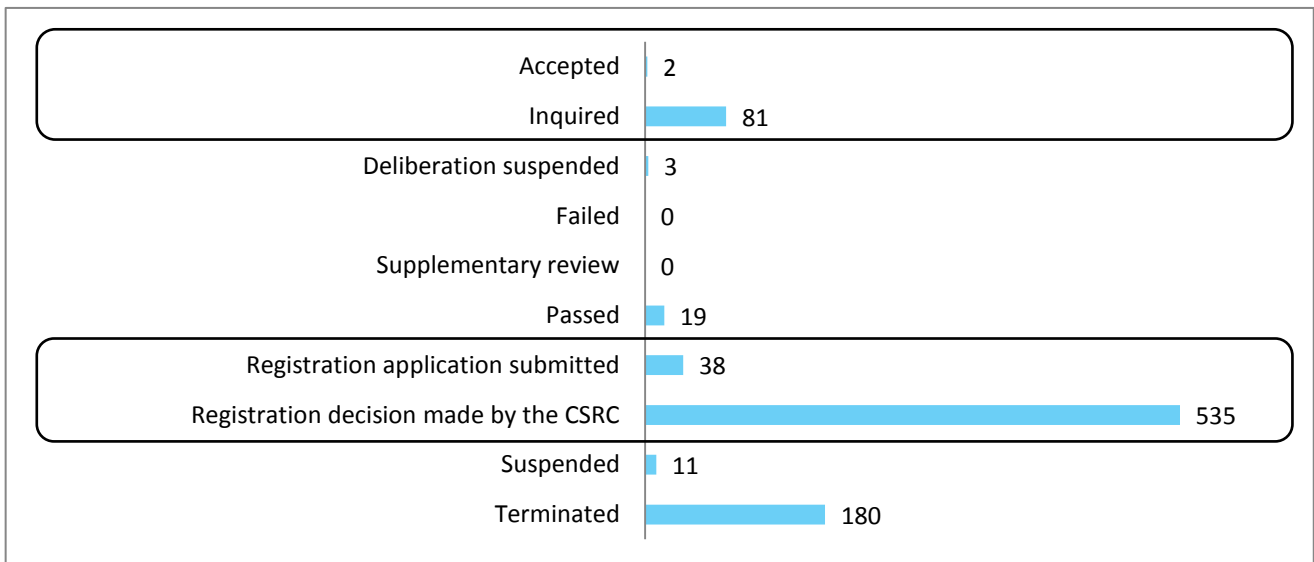 Accepted 2
Inquired 81
Deliberation suspended 3
Failed 0
Supplementary review 0
Passed 19
Registration application submitted 38
Registration decision made by the CSRC 535
Suspended 11
Terminated 180